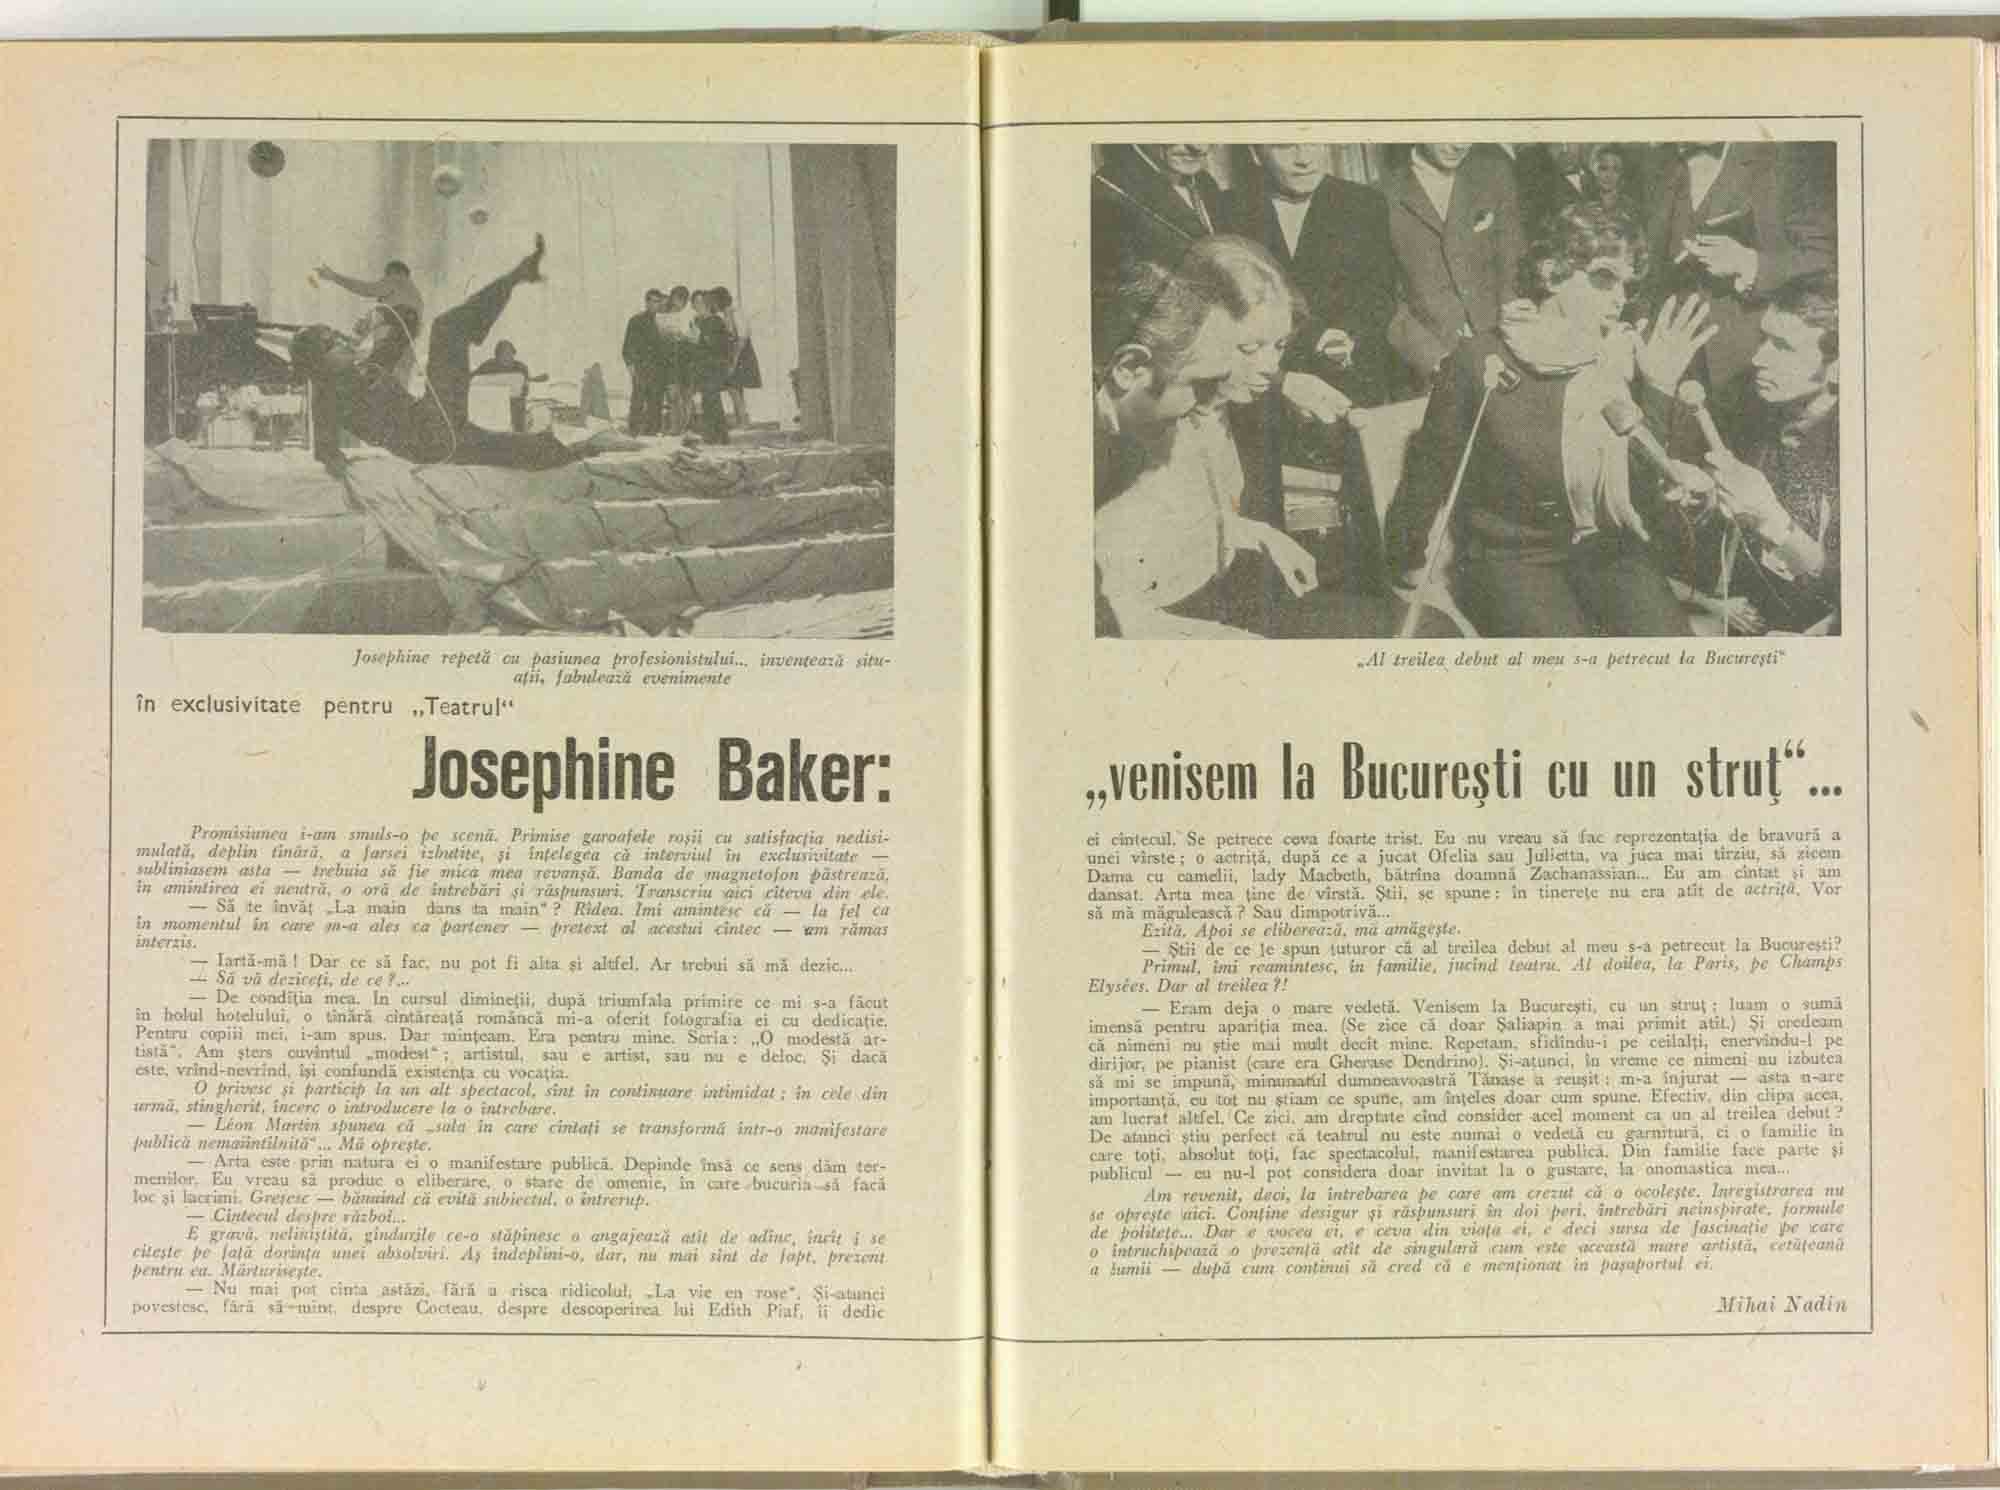 Josephine repetă cu pasiunea profesionistului... inventează situ-
ații, fabulează evenimente
în exclusivitate pentru „Teatrul“
Josephine Baker:
Promisiunea i-am smuls-o pe scenă. Primise garoafele roșii cu satisfacția nedisi-
mulată, deplin tînără, a farsei izbutite, și înțelegea că interviul în exclusivitate —
subliniasem asta — trebuia să fie mica mea revanșă. Banda de magnetofon păstrează,
în amintirea ei neutră, o oră de întrebări și răspunsuri. Transcriu aici cîteva din ele.
— Să te învăț „La main dans ta main“ ? Rîdea. Imi amintesc că — la fel ca
în momentul în care m-a ales ca partener — pretext al acestui cîntec — am rămas
interzis.
— Iartă-mă ! Dar ce să fac, nu pot fi alta și altfel. Ar trebui să mă dezic...
— Să vă deziceți, de ce ?...
— De condiția mea. In cursul dimineții, după triumfala primire ce mi s-a făcut
în holul hotelului, o tînără cîntăreață româncă mi-a oferit fotografia ei cu dedicație.
Pentru copiii mei, i-am spus. Dar mințeam. Era pentru mine. Scria : „O modestă ar-
tistă“. Am șters cuvîntul „modest“ ; artistul, sau e artist, sau nu e deloc. Și dacă
este, vrînd-nevrînd, își confundă existența cu vocația.
O privesc și particip la un alt spectacol, sînt în continuare intimidat ; în cele din
urmă, stingherit, încerc o introducere la o întrebare.
— Léon Martin spunea că „sala în care cîntați se transformă într-o manifestare
publică nemaiîntîlnită“... Mă oprește.
— Arta este prin natura ei o manifestare publică. Depinde însă ce sens dăm ter-
menilor. Eu vreau să produc o eliberare, o stare de omenie, în care bucuria să facă
loc și lacrimi. Greșesc — bănuind că evită subiectul, o întrerup.
— Cîntecul despre război...
E gravă, neliniștită, gîndurile ce-o stăpînesc o angajează atît de adînc, încît i se
citește pe față dorința unei absolviri. Aș îndeplini-o, dar, nu mai sînt de fapt, prezent
pentru ea. Mărturisește.
— Nu mai pot cînta astăzi, fără a risca ridicolul, „La vie en rose“. Și-atunci
povestesc, fără să mint, despre Cocteau, despre descoperirea lui Edith Piaf, îi dedic
„Al treilea debut al meu s-a petrecut la București“
„venisem la București cu un struț“...
ei cîntecul. Se petrece ceva foarte trist. Eu nu vreau să fac reprezentația de bravură a
unei vîrste ; o actriță, după ce a jucat Ofelia sau Julietta, va juca mai tîrziu, să zicem
Dama cu camelii, lady Macbeth, bătrîna doamnă Zachanassian... Eu am cîntat și am
dansat. Arta mea ține de vîrstă. Știi, se spune : în tinerețe nu era atît de actriță. Vor
să mă măgulească ? Sau dimpotrivă...
Ezită. Apoi se eliberează, mă amăgește.
— Știi de ce le spun tuturor că al treilea debut al meu s-a petrecut la București?
Primul, îmi reamintesc, în familie, jucînd teatru. Al doilea, la Paris, pe Champs
Elysées. Dar al treilea ?!
— Eram deja o mare vedetă. Venisem la București, cu un struț ; luam o sumă
imensă pentru apariția mea. (Se zice că doar Șaliapin a mai primit atît.) Și credeam
că nimeni nu știe mai mult decît mine. Repetam, sfidîndu-i pe ceilalți, enervîndu-l pe
dirijor, pe pianist (care era Gherase Dendrino). Și-atunci, în vreme ce nimeni nu izbutea
să mi se impună, minunatul dumneavoastră Tănase a reușit : m-a înjurat — asta n-are
importanță, eu tot nu știam ce spune, am înțeles doar cum spune. Efectiv, din clipa acea,
am lucrat altfel. Ce zici, am dreptate cînd consider acel moment ca un al treilea debut ?
De atunci știu perfect că teatrul nu este numai o vedetă cu garnitură, ci o familie în
care toți, absolut toți, fac spectacolul, manifestarea publică. Din familie face parte și
publicul — eu nu-l pot considera doar invitat la o gustare, la onomastica mea...
Am revenit, deci, la întrebarea pe care am crezut că o ocolește. Inregistrarea nu
se oprește aici. Conține desigur și răspunsuri în doi peri, întrebări neinspirate, formule
de politețe... Dar e vocea ei, e ceva din viața ei, e deci sursa de fascinație pe care
o întruchipează o prezență atît de singulară cum este această mare artistă, cetățeană
a lumii — după cum continui să cred că e menționat în pașaportul ei.
Mihai Nadin